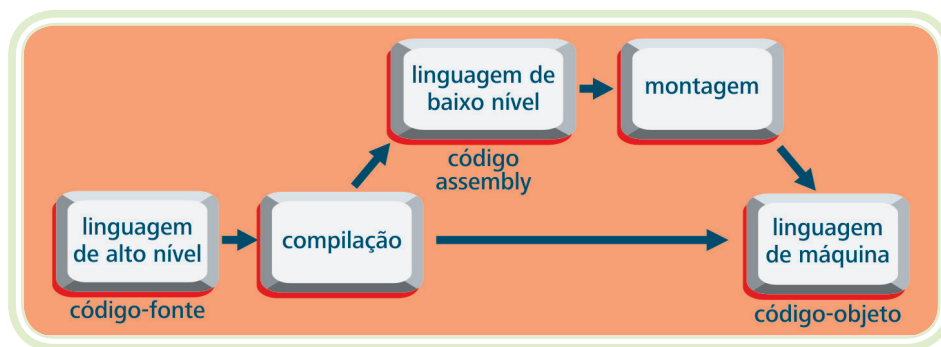 linguagem
de alto nível
código-fonte
compilação
linguagem de
baixo nível
código
assembly
montagem
linguagem
de máquina
código-objeto